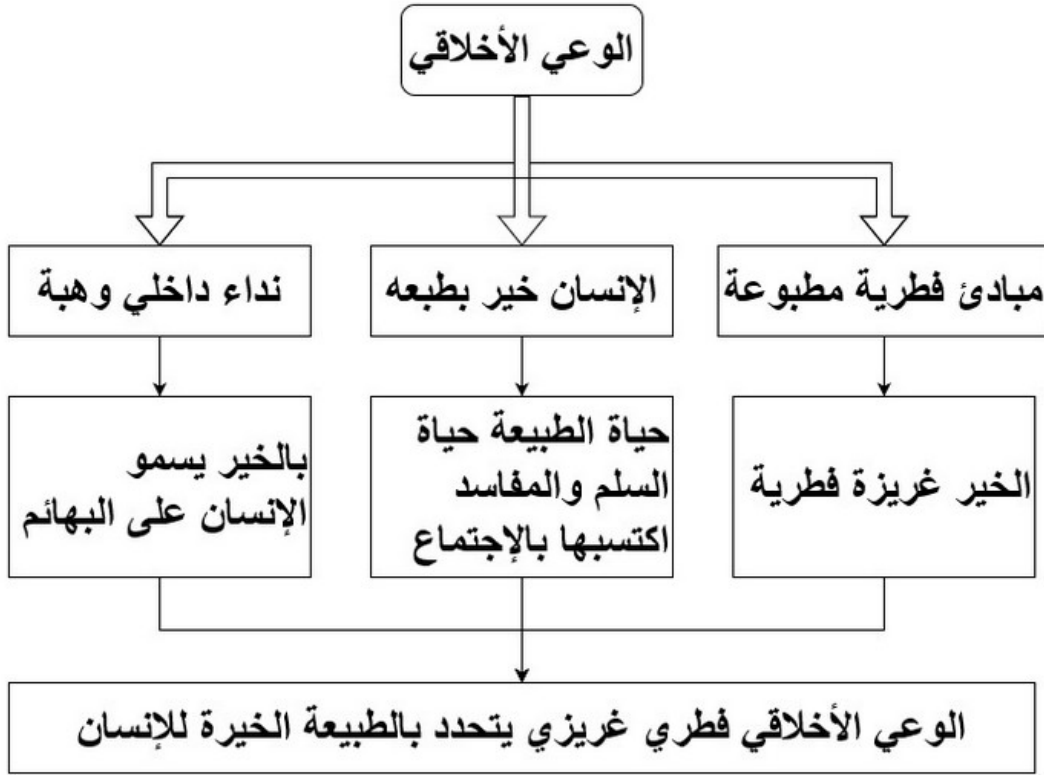 الوعي الأخلاقي
مبادئ فطرية مطبوعة
الإنسان خير بطبعه
نداء داخلي وهبة
الخير غريزة فطرية
حياة الطبيعة حياة
السلم والمفاسد
اكتسبها بالإجتماع
بالخير يسمو
الإنسان على البهائم
الوعي الأخلاقي فطري غريزي يتحدد بالطبيعة الخيرة للإنسان